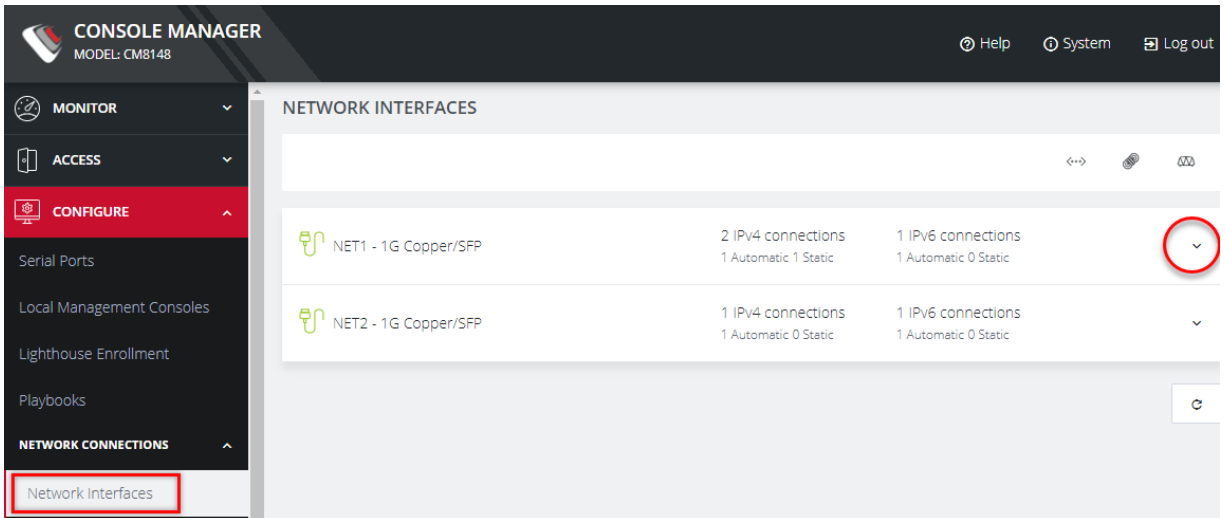 CONSOLE MANAGER
MODEL: CM8148
Help
System
Log out
MONITOR
ACCESS
CONFIGURE
Serial Ports
Local Management Consoles
Lighthouse Enrollment
Playbooks
NETWORK CONNECTIONS
Network Interfaces
NETWORK INTERFACES
NET1 - 1G Copper/SFP
2 IPv4 connections
1 Automatic 1 Static
1 IPv6 connections
1 Automatic 0 Static
NET2 - 1G Copper/SFP
1 IPv4 connections
1 Automatic 0 Static
1 IPv6 connections
1 Automatic 0 Static